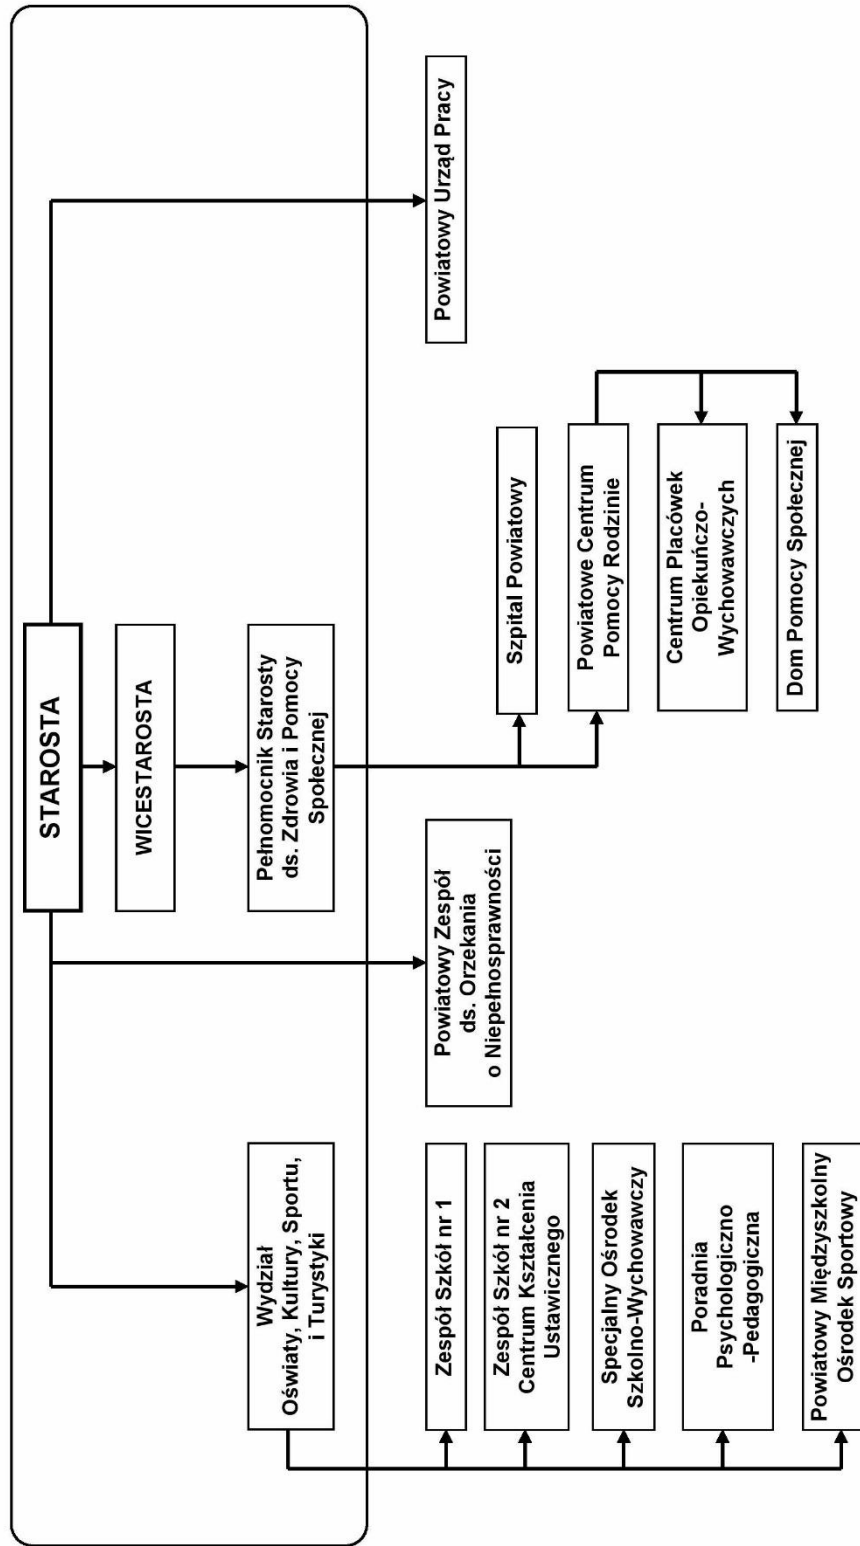 STAROSTA
WICESTAROSTA
Pełnomocnik Starosty
ds. Zdrowia i Pomocy
Społecznej
Wydział
Oświaty, Kultury, Sportu,
i Turystyki
Zespół Szkół nr 1
Zespół Szkół nr 2
Centrum Kształcenia
Ustawicznego
Specjalny Ośrodek
Szkolno-Wychowawczy
Poradnia
Psychologiczno
-Pedagogiczna
Powiatowy Międzyszkolny
Ośrodek Sportowy
Powiatowy Zespół
ds. Orzekania
o Niepełnosprawności
Szpital Powiatowy
Powiatowe Centrum
Pomocy Rodzinie
Centrum Placówek
Opiekuńczo-
Wychowawczych
Dom Pomocy Społecznej
Powiatowy Urząd Pracy